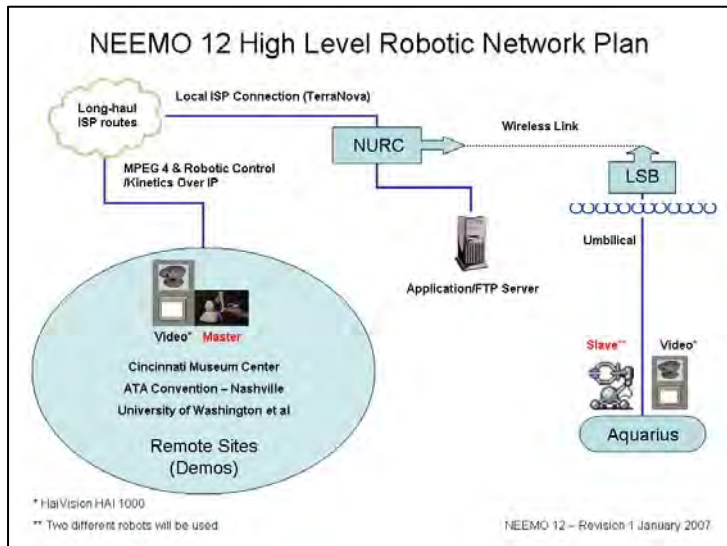 NEEMO 12 High Level Robotic Network Plan
Long-haul
ISP routes
Local ISP Connection (TerraNova)
NURC
Wireless Link
LSB
MPEG 4 & Robotic Control
/Kinetics Over IP
Umbilical
Application/FTP Server
Video* Master
Slave** Video*
Cincinnati Museum Center
ATA Convention – Nashville
University of Washington et al
Remote Sites
(Demos)
Aquarius
* HaiVision HAI 1000
** Two different robots will be used
NEEMO 12 – Revision 1 January 2007